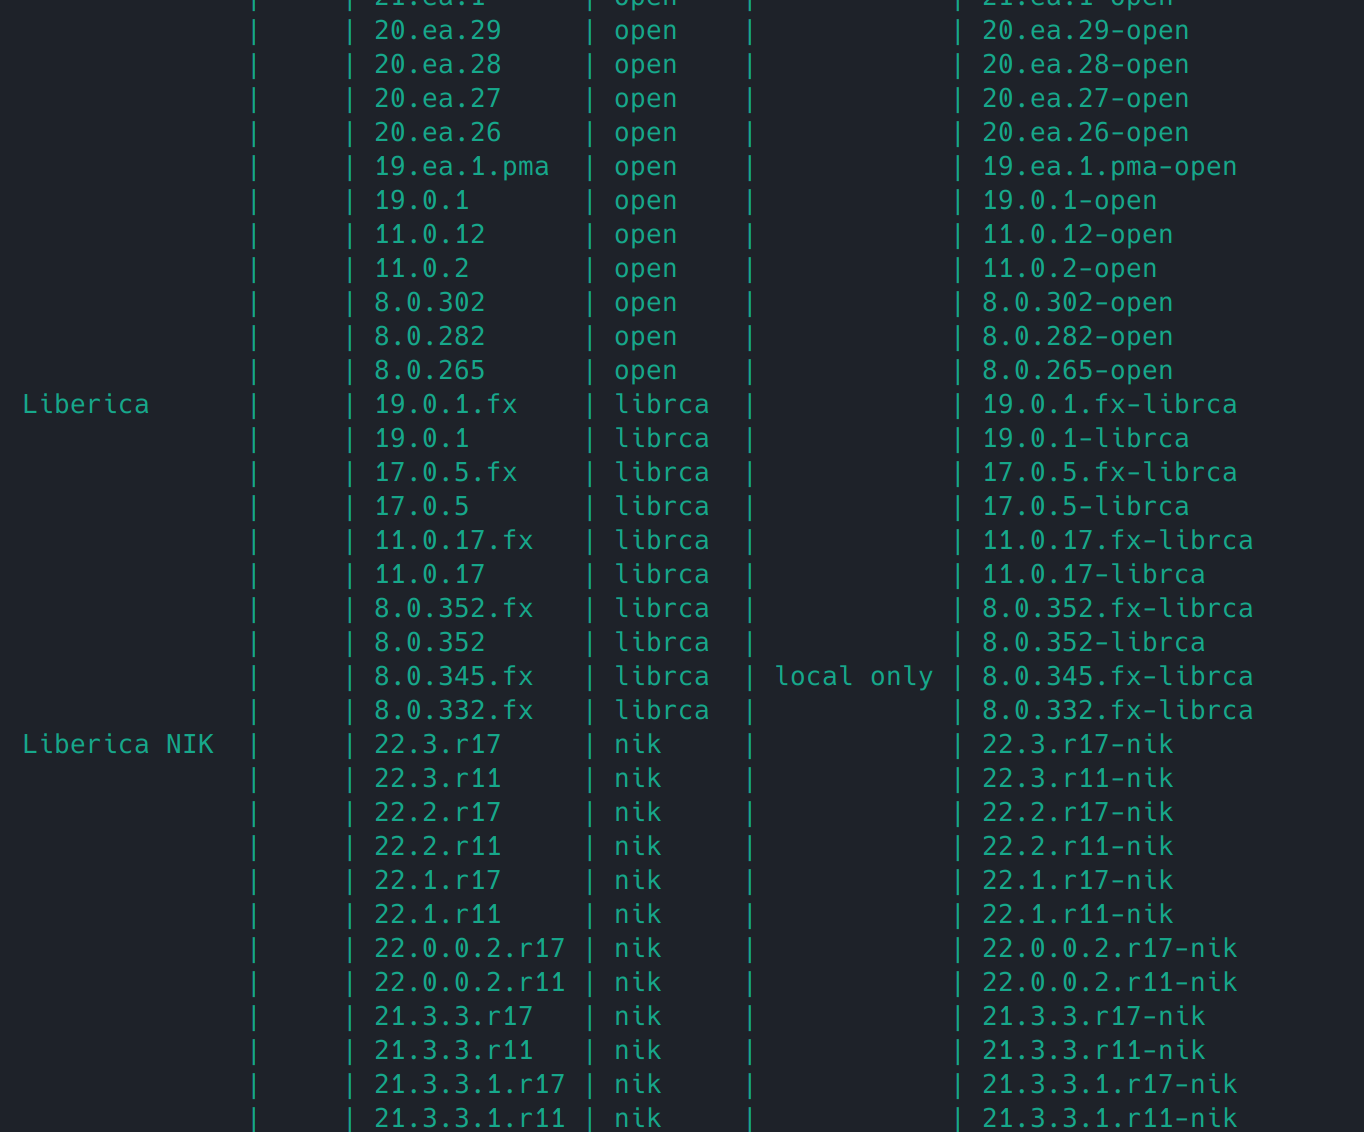 | | 21.ea.1 | open | | 21.ea.1-open
| | 20.ea.29 | open | | 20.ea.29-open
| | 20.ea.28 | open | | 20.ea.28-open
| | 20.ea.27 | open | | 20.ea.27-open
| | 20.ea.26 | open | | 20.ea.26-open
| | 19.ea.1.pma | open | | 19.ea.1.pma-open
| | 19.0.1 | open | | 19.0.1-open
| | 11.0.12 | open | | 11.0.12-open
| | 11.0.2 | open | | 11.0.2-open
| | 8.0.302 | open | | 8.0.302-open
| | 8.0.282 | open | | 8.0.282-open
| | 8.0.265 | open | | 8.0.265-open
Liberica | | 19.0.1.fx | librca | | 19.0.1.fx-librca
| | 19.0.1 | librca | | 19.0.1-librca
| | 17.0.5.fx | librca | | 17.0.5.fx-librca
| | 17.0.5 | librca | | 17.0.5-librca
| | 11.0.17.fx | librca | | 11.0.17.fx-librca
| | 11.0.17 | librca | | 11.0.17-librca
| | 8.0.352.fx | librca | | 8.0.352.fx-librca
| | 8.0.352 | librca | | 8.0.352-librca
| | 8.0.345.fx | librca | local only | 8.0.345.fx-librca
| | 8.0.332.fx | librca | | 8.0.332.fx-librca
Liberica NIK | | 22.3.r17 | nik | | 22.3.r17-nik
| | 22.3.r11 | nik | | 22.3.r11-nik
| | 22.2.r17 | nik | | 22.2.r17-nik
| | 22.2.r11 | nik | | 22.2.r11-nik
| | 22.1.r17 | nik | | 22.1.r17-nik
| | 22.1.r11 | nik | | 22.1.r11-nik
| | 22.0.0.2.r17 | nik | | 22.0.0.2.r17-nik
| | 22.0.0.2.r11 | nik | | 22.0.0.2.r11-nik
| | 21.3.3.r17 | nik | | 21.3.3.r17-nik
| | 21.3.3.r11 | nik | | 21.3.3.r11-nik
| | 21.3.3.1.r17 | nik | | 21.3.3.1.r17-nik
| | 21.3.3.1.r11 | nik | | 21.3.3.1.r11-nik